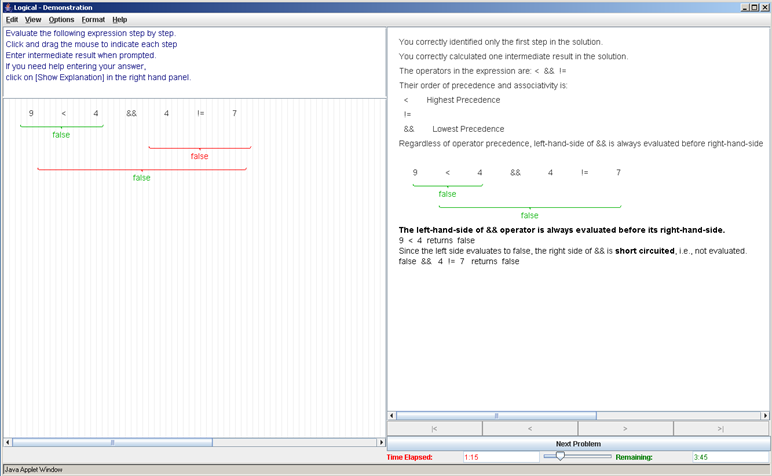 Logical - Demonstration
Edit View Options Format Help
Evaluate the following expression step by step.
Click and drag the mouse to indicate each step
Enter intermediate result when prompted.
If you need help entering your answer,
click on [Show Explanation] in the right hand panel.
9 < 4 && 4 != 7
false
false
false
You correctly identified only the first step in the solution.
You correctly calculated one intermediate result in the solution.
The operators in the expression are: < && !=
Their order of precedence and associativity is:
< Highest Precedence
!=
&& Lowest Precedence
Regardless of operator precedence, left-hand-side of && is always evaluated before right-hand-side
9 < 4 && 4 != 7
false
false
The left-hand-side of && operator is always evaluated before its right-hand-side.
9 < 4 returns false
Since the left side evaluates to false, the right side of && is short circuited, i.e., not evaluated.
false && 4 != 7 returns false
|< < > >|
Next Problem
Time Elapsed: 1:15 Remaining: 3:45
Java Applet Window